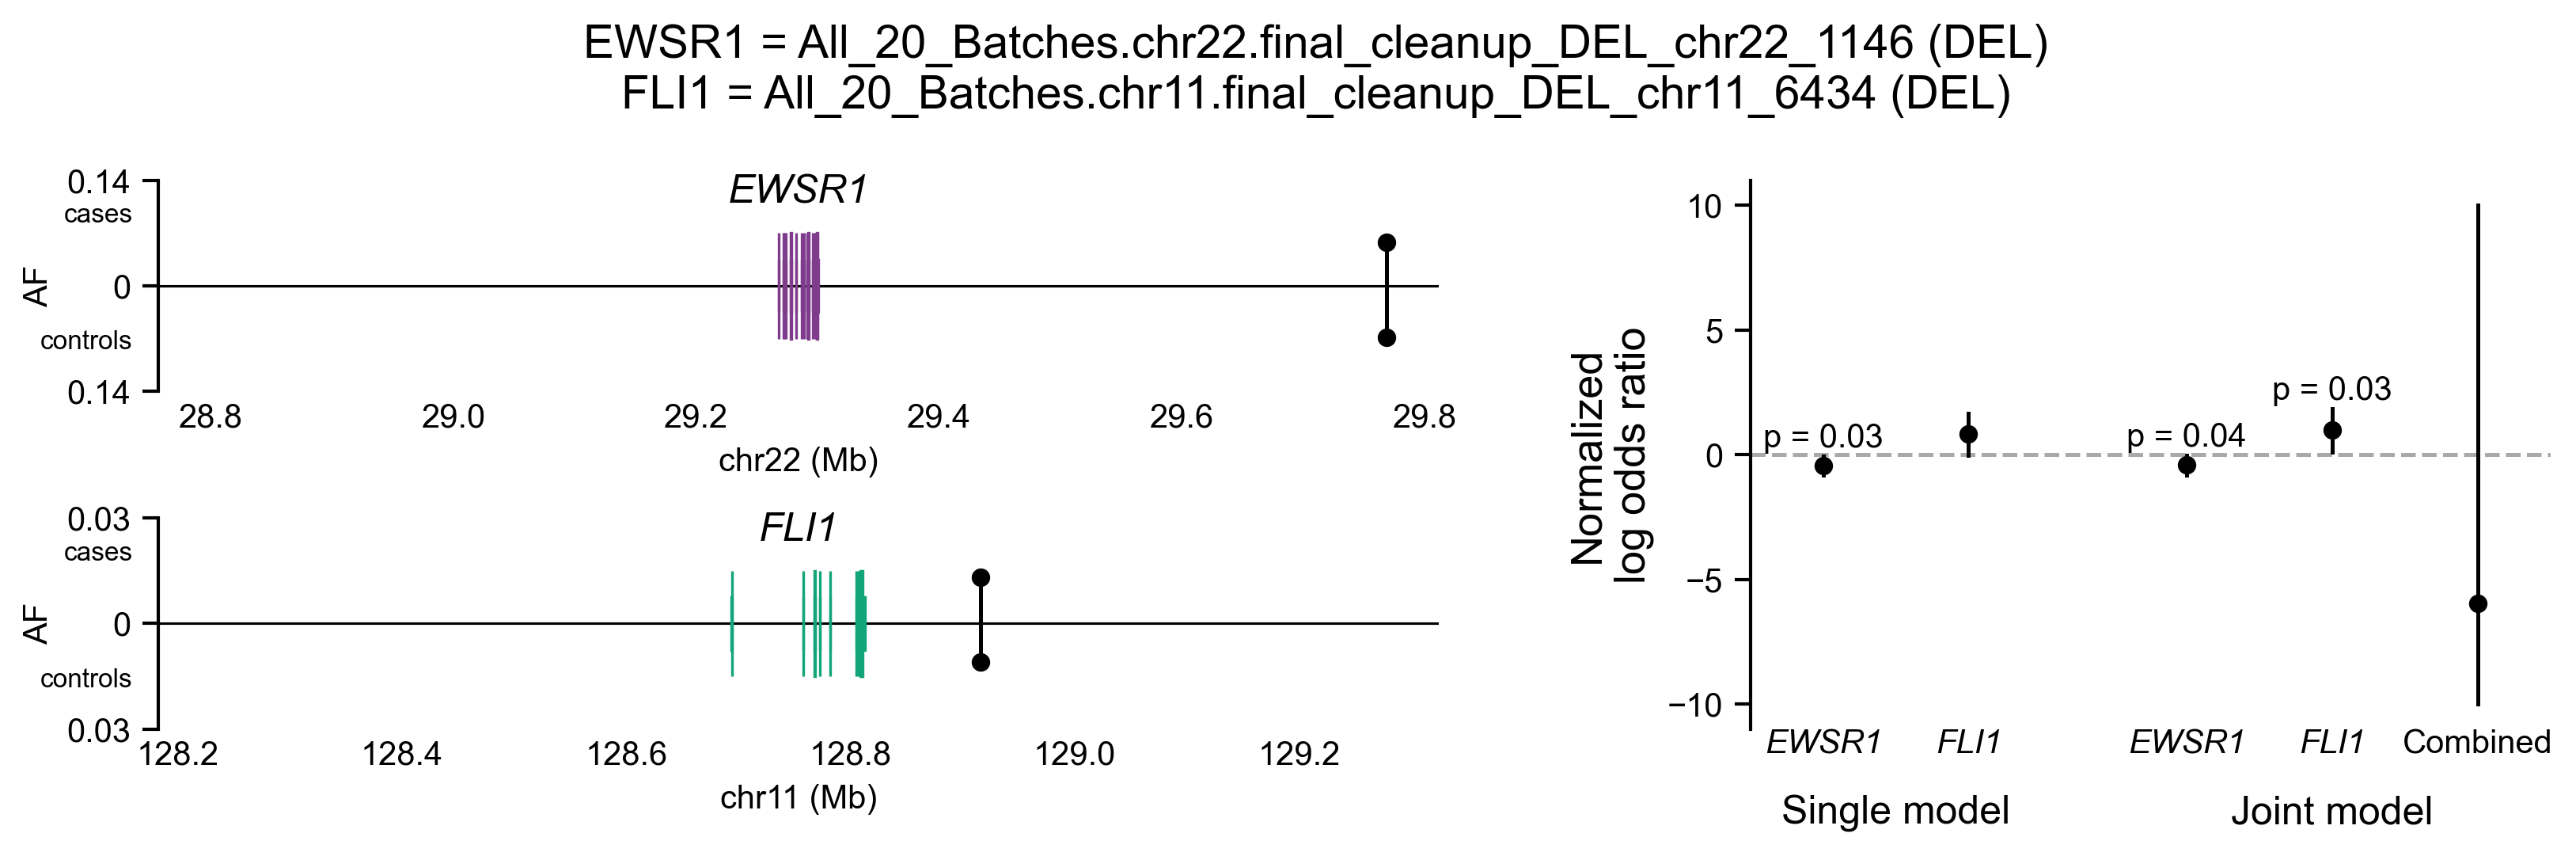 EWSR1 = All_20_Batches.chr22.final_cleanup_DEL_chr22_1146 (DEL)
FLI1 = All_20_Batches.chr11.final_cleanup_DEL_chr11_6434 (DEL)
EWSR1
0.14
cases
0
controls
0.14
AF
28.8 29.0 29.2 29.4 29.6 29.8
chr22 (Mb)
FLI1
0.03
cases
0
controls
0.03
AF
128.2 128.4 128.6 128.8 129.0 129.2
chr11 (Mb)
Normalized
log odds ratio
10
5
0
−5
−10
p = 0.03
p = 0.04
p = 0.03
EWSR1 FLI1 EWSR1 FLI1 Combined
Single model Joint model